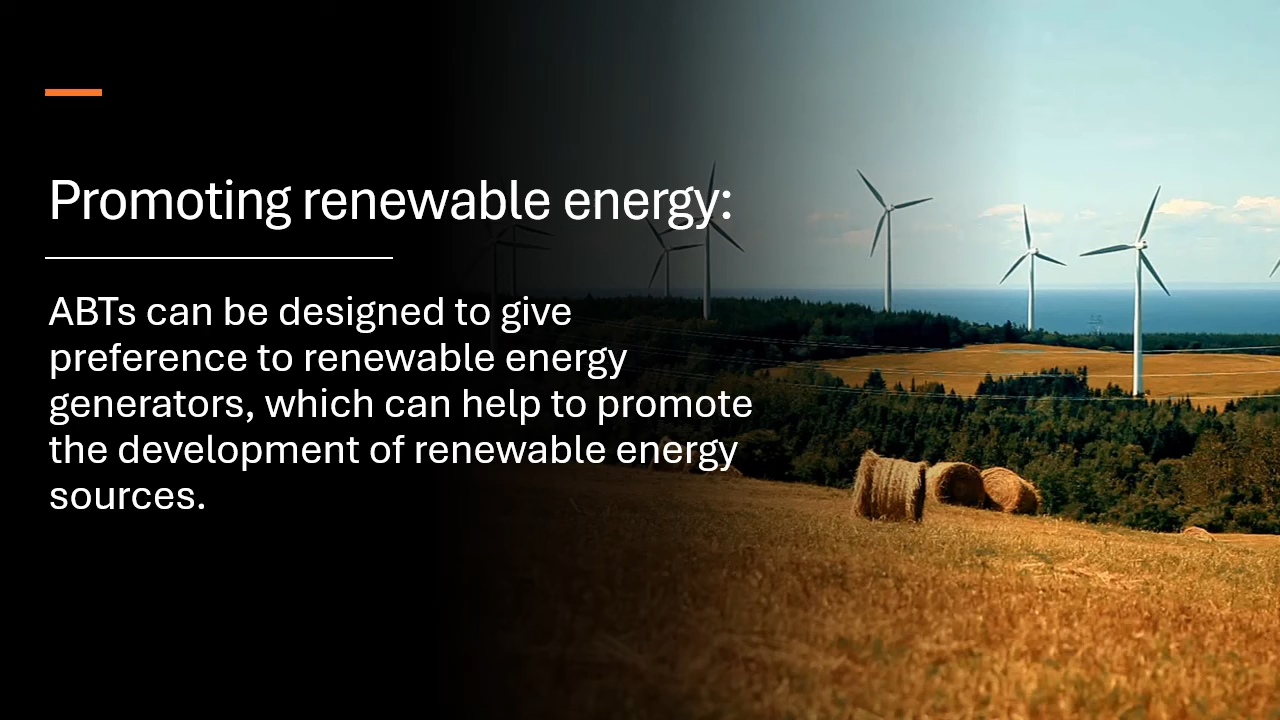 Promoting renewable energy:
ABTs can be designed to give
preference to renewable energy
generators, which can help to promote
the development of renewable energy
sources.